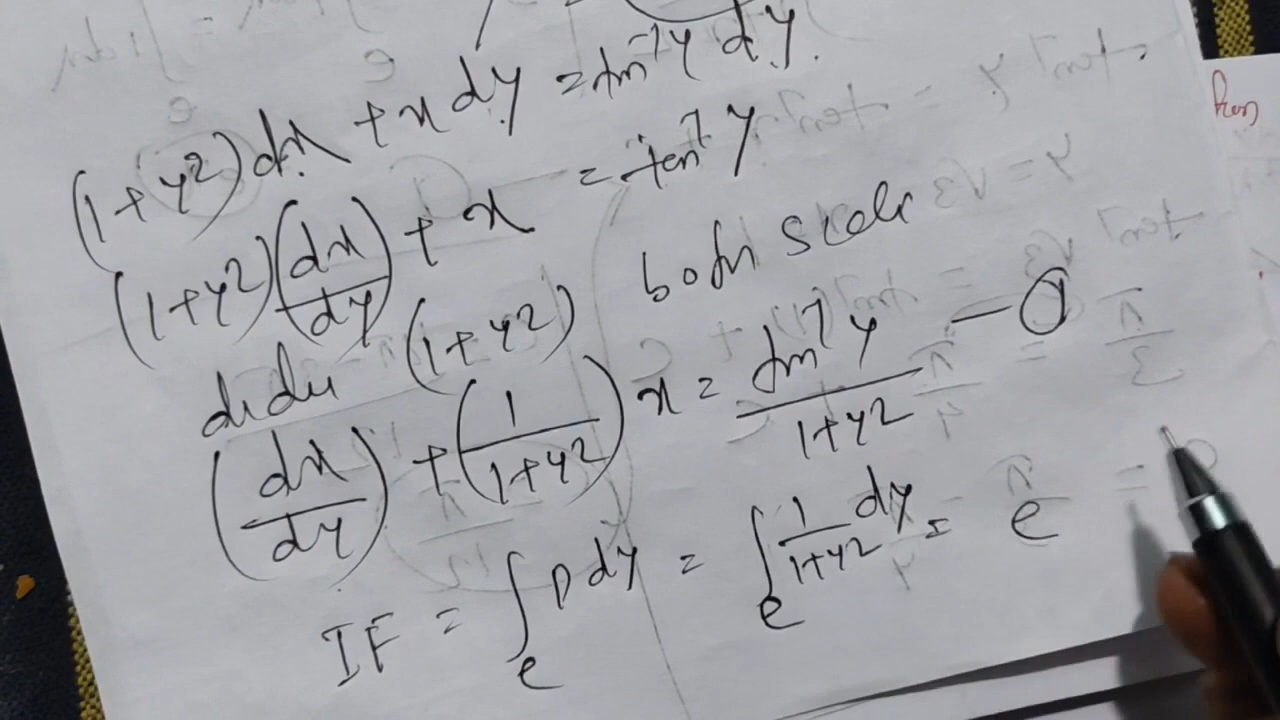 (1+y²)dx + x dy = tan⁻¹y dy.
(1+y²)(dx/dy) + x = tan⁻¹y
divide (1+y²) both side
(dx/dy) + (1/(1+y²)) x = tan⁻¹y/(1+y²) — ①
IF = e^∫p dy = e^∫1/(1+y²) dy = e